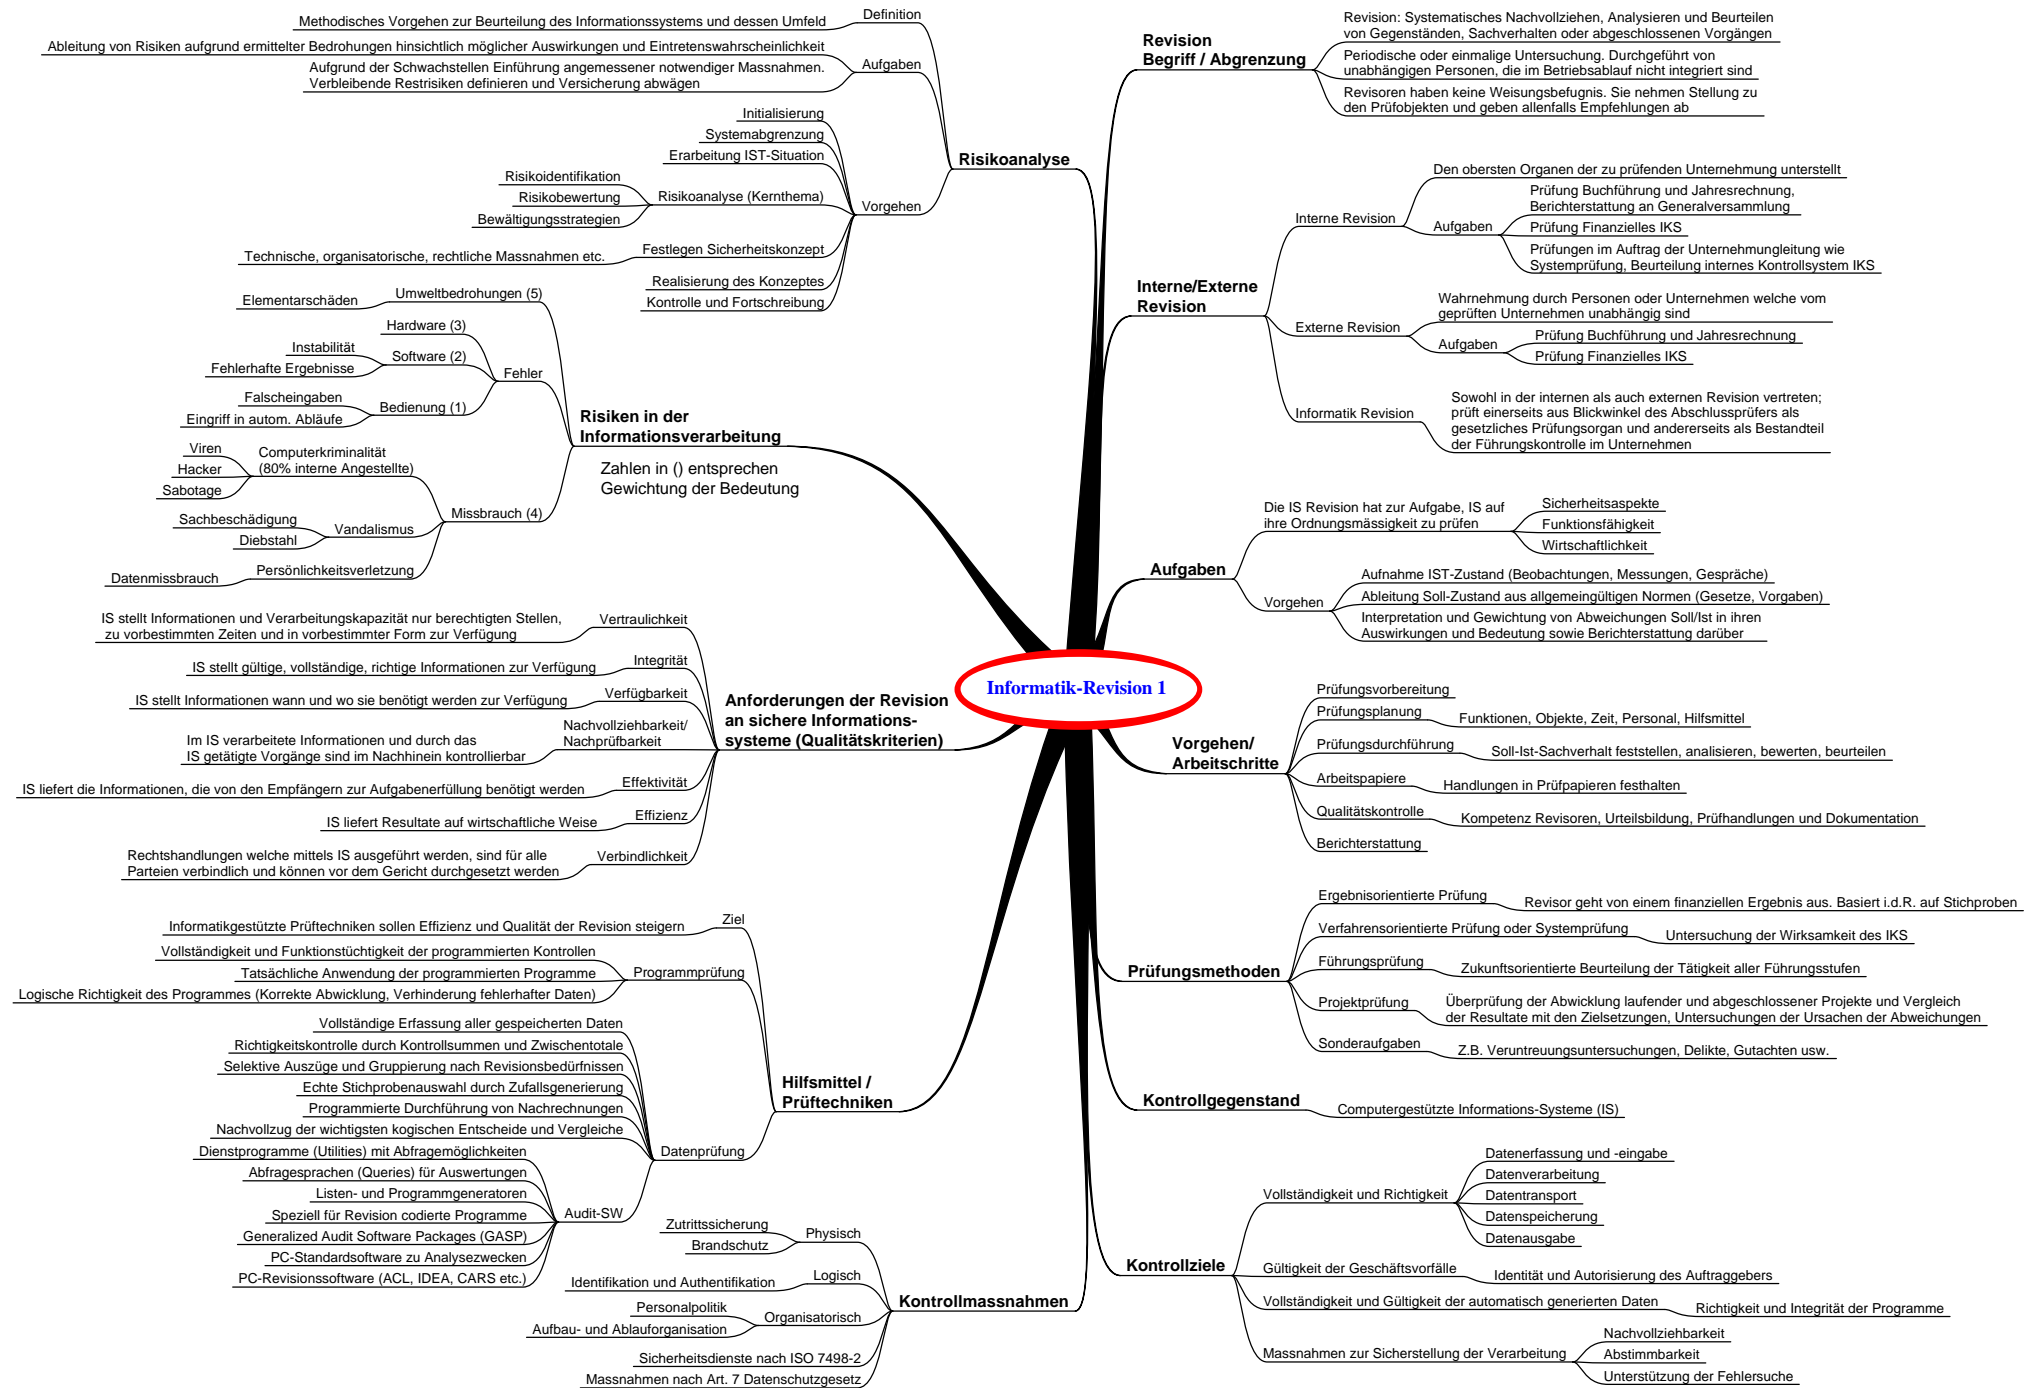 Informatik-Revision 1
Revision
Begriff / Abgrenzung
Revision: Systematisches Nachvollziehen, Analysieren und Beurteilen
von Gegenständen, Sachverhalten oder abgeschlossenen Vorgängen
Periodische oder einmalige Untersuchung. Durchgeführt von
unabhängigen Personen, die im Betriebsablauf nicht integriert sind
Revisoren haben keine Weisungsbefugnis. Sie nehmen Stellung zu
den Prüfobjekten und geben allenfalls Empfehlungen ab
Interne/Externe
Revision
Interne Revision
Den obersten Organen der zu prüfenden Unternehmung unterstellt
Aufgaben
Prüfung Buchführung und Jahresrechnung,
Berichterstattung an Generalversammlung
Prüfung Finanzielles IKS
Prüfungen im Auftrag der Unternehmungleitung wie
Systemprüfung, Beurteilung internes Kontrollsystem IKS
Externe Revision
Wahrnehmung durch Personen oder Unternehmen welche vom
geprüften Unternehmen unabhängig sind
Aufgaben
Prüfung Buchführung und Jahresrechnung
Prüfung Finanzielles IKS
Informatik Revision
Sowohl in der internen als auch externen Revision vertreten;
prüft einerseits aus Blickwinkel des Abschlussprüfers als
gesetzliches Prüfungsorgan und andererseits als Bestandteil
der Führungskontrolle im Unternehmen
Aufgaben
Die IS Revision hat zur Aufgabe, IS auf
ihre Ordnungsmässigkeit zu prüfen
Sicherheitsaspekte
Funktionsfähigkeit
Wirtschaftlichkeit
Vorgehen
Aufnahme IST-Zustand (Beobachtungen, Messungen, Gespräche)
Ableitung Soll-Zustand aus allgemeingültigen Normen (Gesetze, Vorgaben)
Interpretation und Gewichtung von Abweichungen Soll/Ist in ihren
Auswirkungen und Bedeutung sowie Berichterstattung darüber
Vorgehen/
Arbeitschritte
Prüfungsvorbereitung
Prüfungsplanung
Funktionen, Objekte, Zeit, Personal, Hilfsmittel
Prüfungsdurchführung
Soll-Ist-Sachverhalt feststellen, analisieren, bewerten, beurteilen
Arbeitspapiere
Handlungen in Prüfpapieren festhalten
Qualitätskontrolle
Kompetenz Revisoren, Urteilsbildung, Prüfhandlungen und Dokumentation
Berichterstattung
Prüfungsmethoden
Ergebnisorientierte Prüfung
Revisor geht von einem finanziellen Ergebnis aus. Basiert i.d.R. auf Stichproben
Verfahrensorientierte Prüfung oder Systemprüfung
Untersuchung der Wirksamkeit des IKS
Führungsprüfung
Zukunftsorientierte Beurteilung der Tätigkeit aller Führungsstufen
Projektprüfung
Überprüfung der Abwicklung laufender und abgeschlossener Projekte und Vergleich
der Resultate mit den Zielsetzungen, Untersuchungen der Ursachen der Abweichungen
Sonderaufgaben
Z.B. Veruntreuungsuntersuchungen, Delikte, Gutachten usw.
Kontrollgegenstand
Computergestützte Informations-Systeme (IS)
Kontrollziele
Vollständigkeit und Richtigkeit
Datenerfassung und -eingabe
Datenverarbeitung
Datentransport
Datenspeicherung
Datenausgabe
Gültigkeit der Geschäftsvorfälle
Identität und Autorisierung des Auftraggebers
Vollständigkeit und Gültigkeit der automatisch generierten Daten
Richtigkeit und Integrität der Programme
Massnahmen zur Sicherstellung der Verarbeitung
Nachvollziehbarkeit
Abstimmbarkeit
Unterstützung der Fehlersuche
Risikoanalyse
Definition
Methodisches Vorgehen zur Beurteilung des Informationssystems und dessen Umfeld
Aufgaben
Ableitung von Risiken aufgrund ermittelter Bedrohungen hinsichtlich möglicher Auswirkungen und Eintretenswahrscheinlichkeit
Aufgrund der Schwachstellen Einführung angemessener notwendiger Massnahmen.
Verbleibende Restrisiken definieren und Versicherung abwägen
Vorgehen
Initialisierung
Systemabgrenzung
Erarbeitung IST-Situation
Risikoanalyse (Kernthema)
Risikoidentifikation
Risikobewertung
Bewältigungsstrategien
Festlegen Sicherheitskonzept
Technische, organisatorische, rechtliche Massnahmen etc.
Realisierung des Konzeptes
Kontrolle und Fortschreibung
Risiken in der
Informationsverarbeitung
Zahlen in () entsprechen
Gewichtung der Bedeutung
Umweltbedrohungen (5)
Elementarschäden
Fehler
Hardware (3)
Software (2)
Instabilität
Fehlerhafte Ergebnisse
Bedienung (1)
Falscheingaben
Eingriff in autom. Abläufe
Missbrauch (4)
Computerkriminalität
(80% interne Angestellte)
Viren
Hacker
Sabotage
Vandalismus
Sachbeschädigung
Diebstahl
Persönlichkeitsverletzung
Datenmissbrauch
Anforderungen der Revision
an sichere Informations-
systeme (Qualitätskriterien)
Vertraulichkeit
IS stellt Informationen und Verarbeitungskapazität nur berechtigten Stellen,
zu vorbestimmten Zeiten und in vorbestimmter Form zur Verfügung
Integrität
IS stellt gültige, vollständige, richtige Informationen zur Verfügung
Verfügbarkeit
IS stellt Informationen wann und wo sie benötigt werden zur Verfügung
Nachvollziehbarkeit/
Nachprüfbarkeit
Im IS verarbeitete Informationen und durch das
IS getätigte Vorgänge sind im Nachhinein kontrollierbar
Effektivität
IS liefert die Informationen, die von den Empfängern zur Aufgabenerfüllung benötigt werden
Effizienz
IS liefert Resultate auf wirtschaftliche Weise
Verbindlichkeit
Rechtshandlungen welche mittels IS ausgeführt werden, sind für alle
Parteien verbindlich und können vor dem Gericht durchgesetzt werden
Hilfsmittel /
Prüftechniken
Ziel
Informatikgestützte Prüftechniken sollen Effizienz und Qualität der Revision steigern
Programmprüfung
Vollständigkeit und Funktionstüchtigkeit der programmierten Kontrollen
Tatsächliche Anwendung der programmierten Programme
Logische Richtigkeit des Programmes (Korrekte Abwicklung, Verhinderung fehlerhafter Daten)
Datenprüfung
Vollständige Erfassung aller gespeicherten Daten
Richtigkeitskontrolle durch Kontrollsummen und Zwischentotale
Selektive Auszüge und Gruppierung nach Revisionsbedürfnissen
Echte Stichprobenauswahl durch Zufallsgenerierung
Programmierte Durchführung von Nachrechnungen
Nachvollzug der wichtigsten kogischen Entscheide und Vergleiche
Audit-SW
Dienstprogramme (Utilities) mit Abfragemöglichkeiten
Abfragesprachen (Queries) für Auswertungen
Listen- und Programmgeneratoren
Speziell für Revision codierte Programme
Generalized Audit Software Packages (GASP)
PC-Standardsoftware zu Analysezwecken
PC-Revisionssoftware (ACL, IDEA, CARS etc.)
Kontrollmassnahmen
Physisch
Zutrittssicherung
Brandschutz
Logisch
Identifikation und Authentifikation
Organisatorisch
Personalpolitik
Aufbau- und Ablauforganisation
Sicherheitsdienste nach ISO 7498-2
Massnahmen nach Art. 7 Datenschutzgesetz